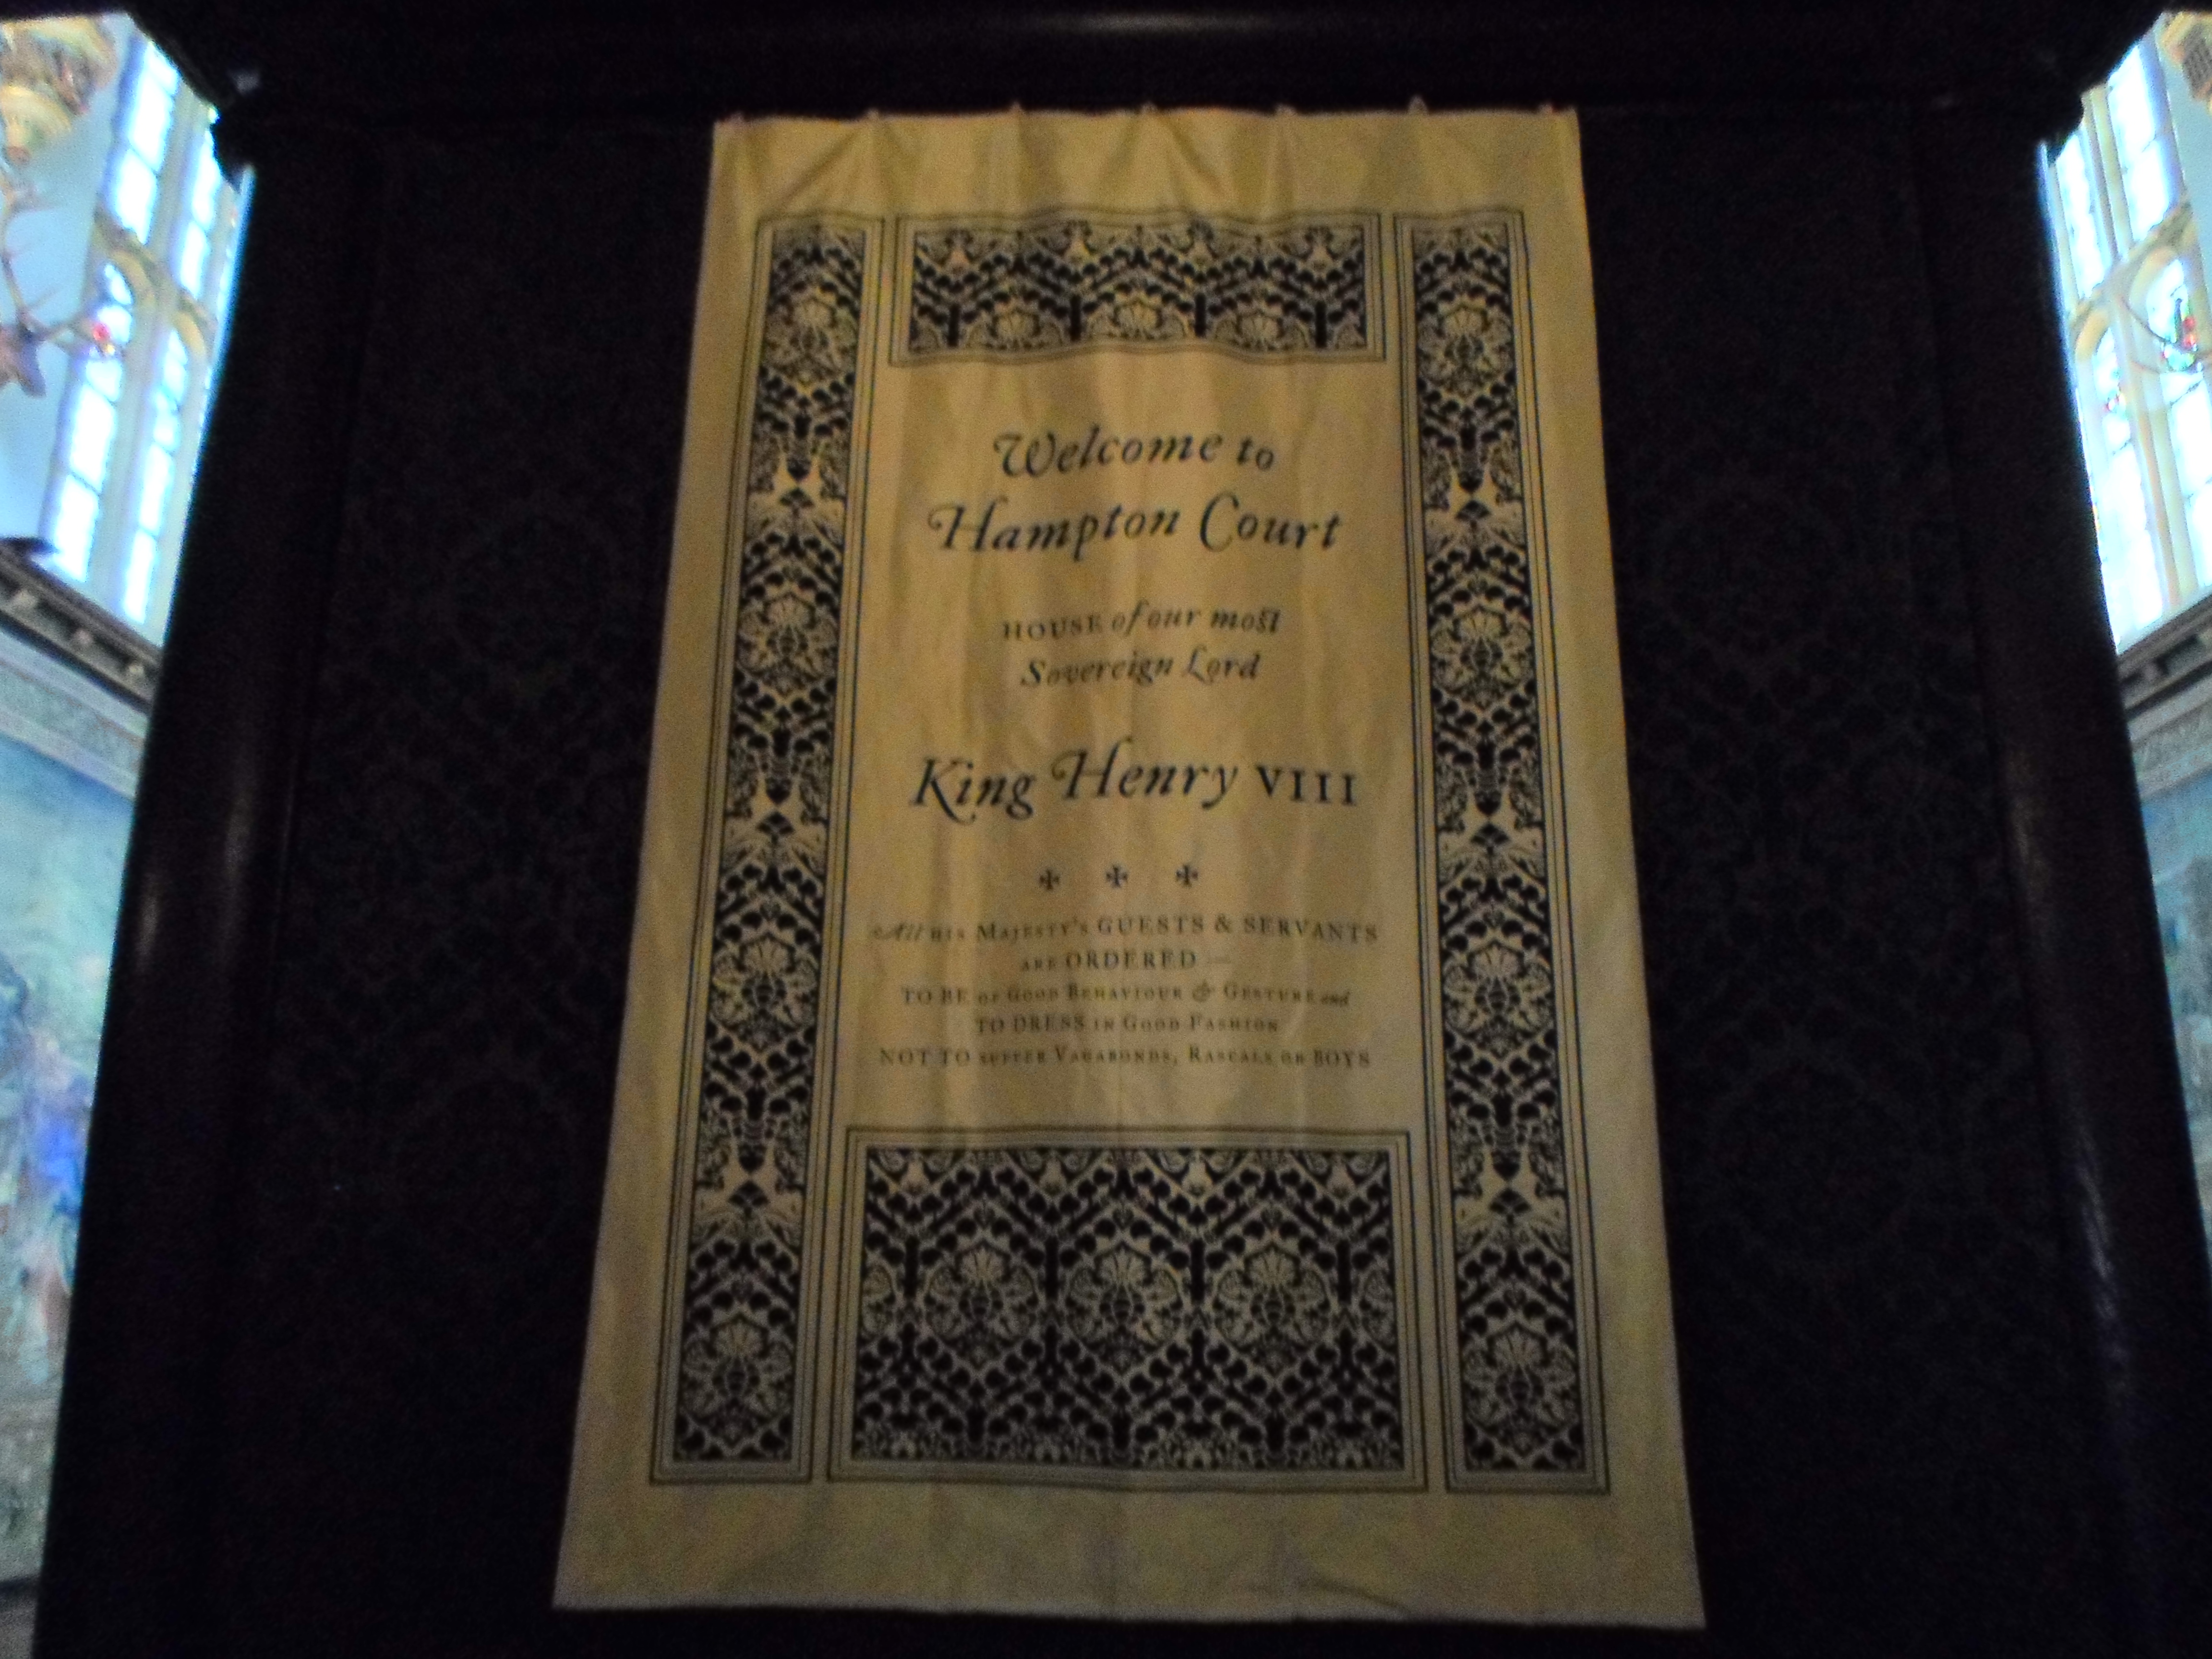 Welcome to
Hampton Court
HOUSE of our most
Sovereign Lord
King Henry VIII
All HIS MAJESTY'S GUESTS & SERVANTS
ARE ORDERED —
TO BE OF GOOD BEHAVIOUR & GESTURE and
TO DRESS IN GOOD FASHION
NOT TO SUFFER VAGABONDS, RASCALS OR BOYS